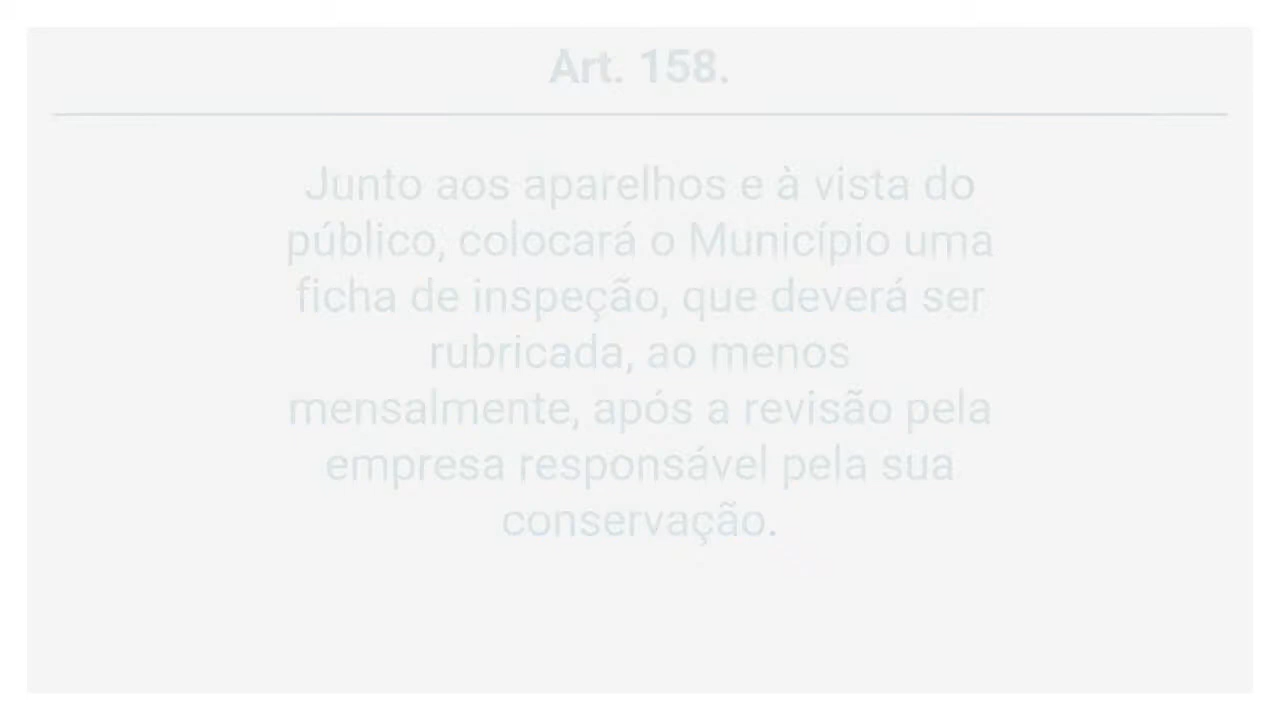 Art. 158.
Junto aos aparelhos e à vista do
público, colocará o Município uma
ficha de inspeção, que deverá ser
rubricada, ao menos
mensalmente, após a revisão pela
empresa responsável pela sua
conservação.